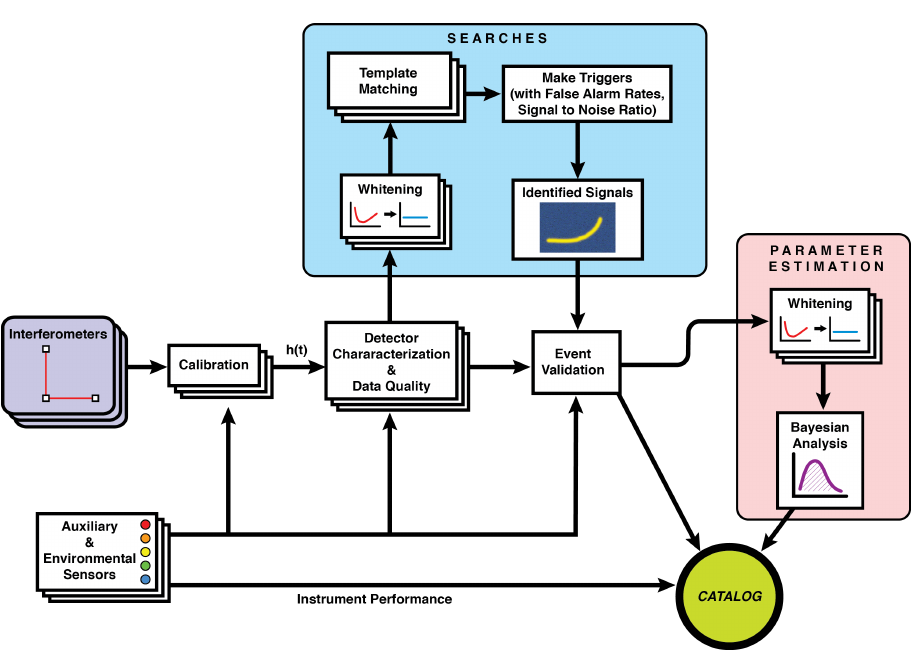 SEARCHES
Template
Matching
Make Triggers
(with False Alarm Rates,
Signal to Noise Ratio)
Whitening
Identified Signals
PARAMETER
ESTIMATION
Whitening
Interferometers
Calibration
h(t)
Detector
Chararacterization
&
Data Quality
Event
Validation
Bayesian
Analysis
Auxiliary
&
Environmental
Sensors
Instrument Performance
CATALOG